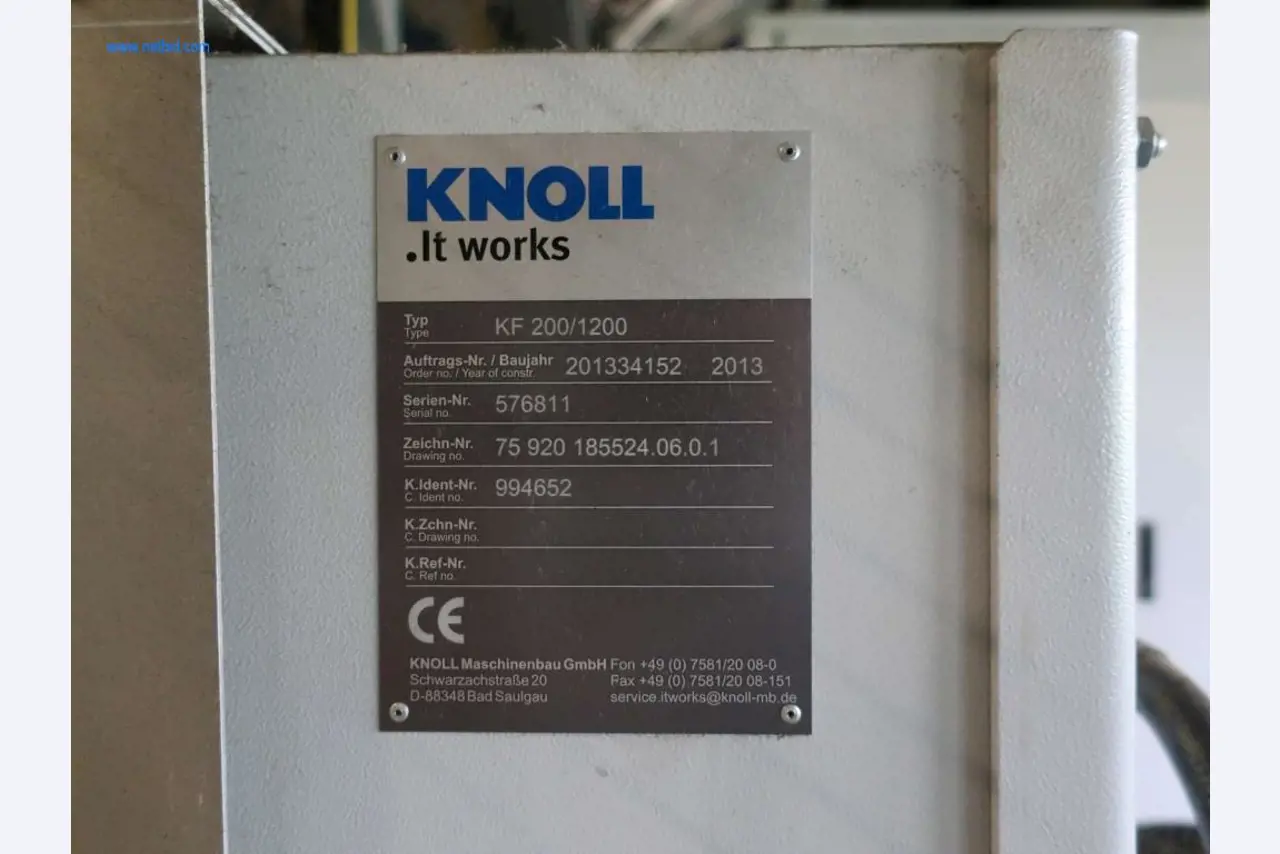 www.netbid.com
KNOLL
.It works
Typ
Type
KF 200/1200
Auftrags-Nr. / Baujahr
Order no. / Year of constr.
201334152 2013
Serien-Nr.
Serial no.
576811
Zeichn-Nr.
Drawing no.
75 920 185524.06.0.1
K.Ident-Nr.
C. Ident no.
994652
K.Zchn-Nr.
C. Drawing no.
K.Ref-Nr.
C. Ref no.
CE
KNOLL Maschinenbau GmbH Fon +49 (0) 7581/20 08-0
Schwarzachstraße 20 Fax +49 (0) 7581/20 08-151
D-88348 Bad Saulgau service.itworks@knoll-mb.de